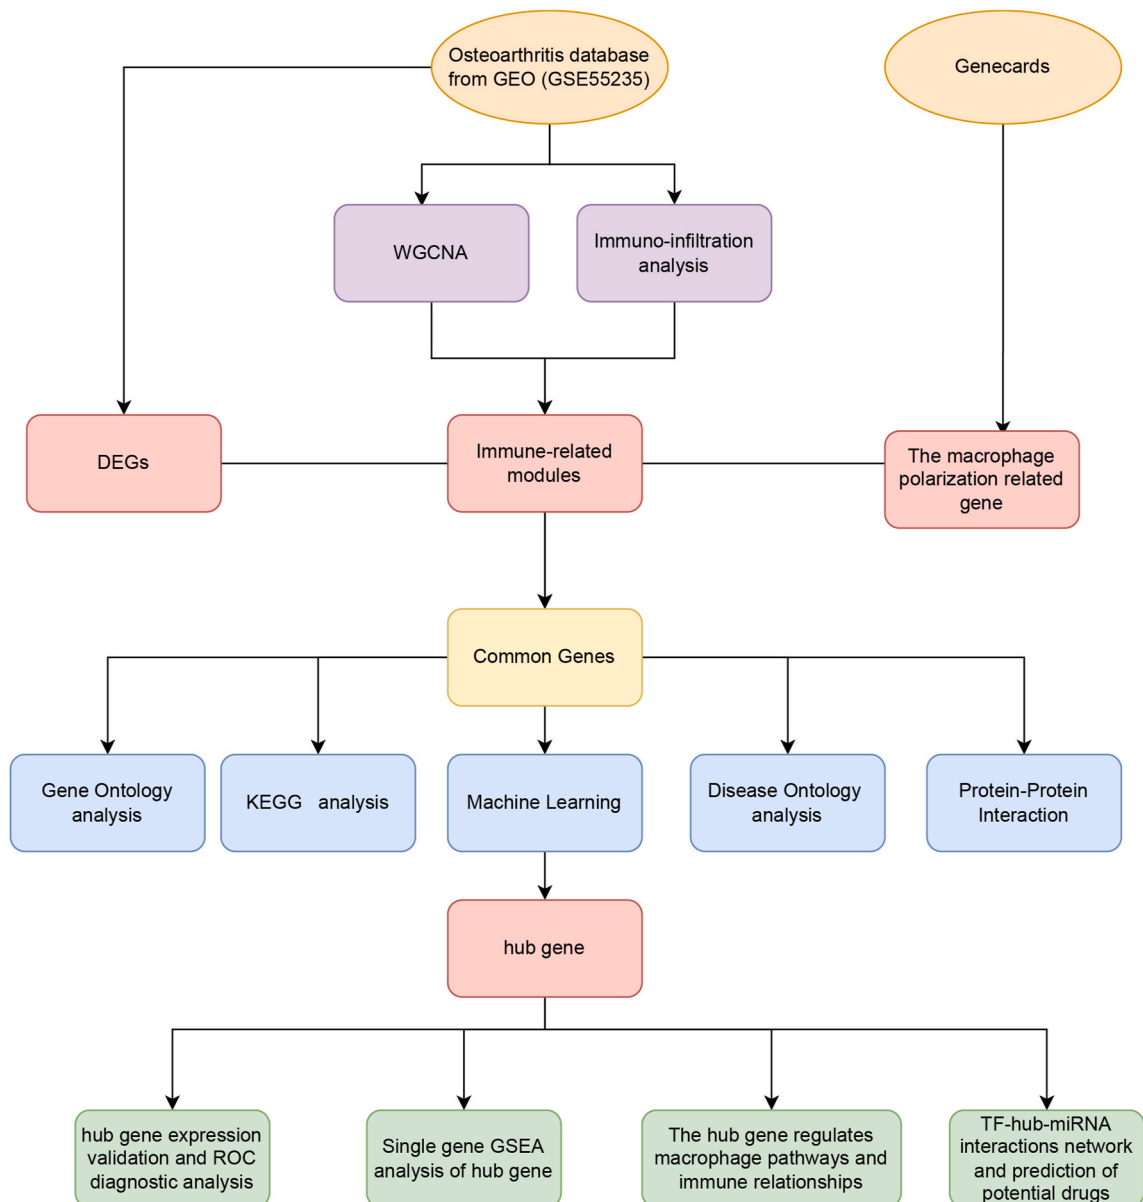 Osteoarthritis database
from GEO (GSE55235)
Genecards
WGCNA
Immuno-infiltration
analysis
DEGs
Immune-related
modules
The macrophage
polarization related
gene
Common Genes
Gene Ontology
analysis
KEGG analysis
Machine Learning
Disease Ontology
analysis
Protein-Protein
Interaction
hub gene
hub gene expression
validation and ROC
diagnostic analysis
Single gene GSEA
analysis of hub gene
The hub gene regulates
macrophage pathways and
immune relationships
TF-hub-miRNA
interactions network
and prediction of
potential drugs